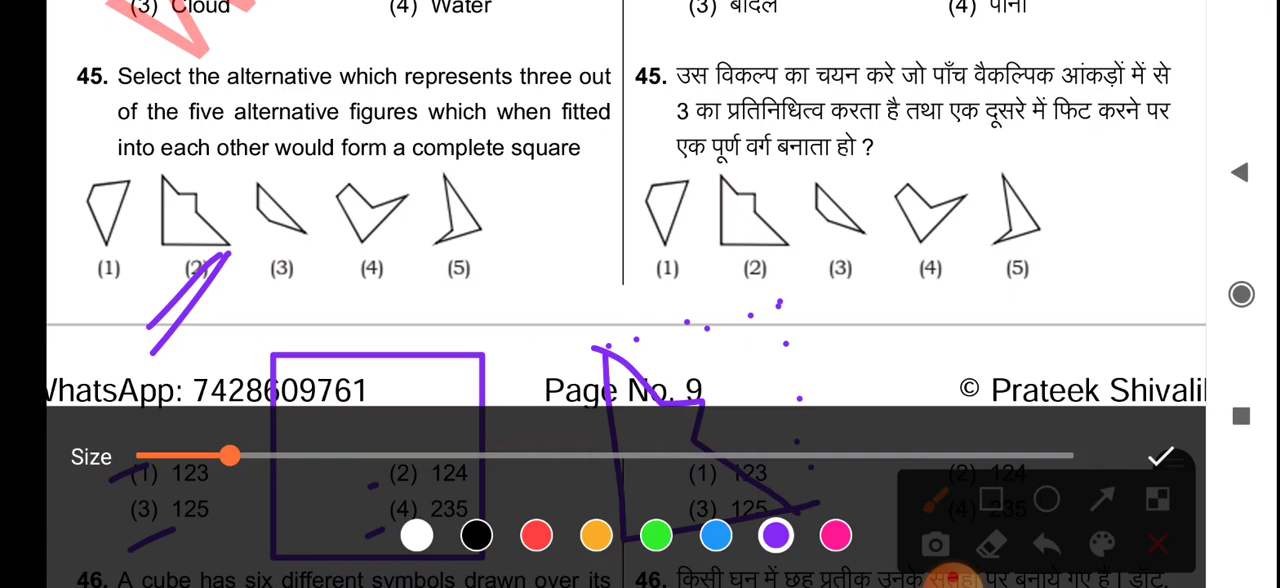 (3) Cloud (4) Water
(3) बादल (4) पानी
45. Select the alternative which represents three out
of the five alternative figures which when fitted
into each other would form a complete square
(1) (2) (3) (4) (5)
45. उस विकल्प का चयन करे जो पाँच वैकल्पिक आंकड़ों में से
3 का प्रतिनिधित्व करता है तथा एक दूसरे में फिट करने पर
एक पूर्ण वर्ग बनाता हो ?
(1) (2) (3) (4) (5)
WhatsApp: 7428609761 Page No. 9 © Prateek Shivali
Size
(1) 123 (2) 124
(3) 125 (4) 235
(1) 123 (2) 124
(3) 125 (4) 235
46. A cube has six different symbols drawn over its
46. किसी घन में छह प्रतीक उनके पर बनाये गए है। डॉट,